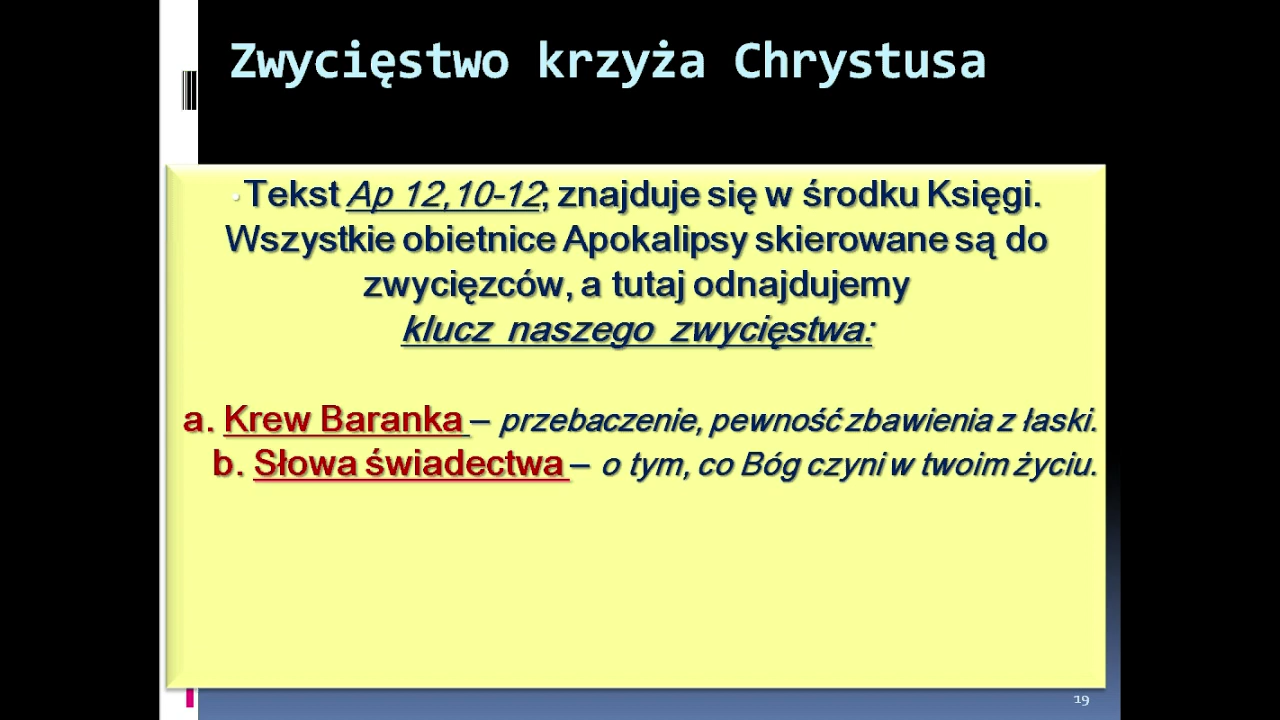 Zwycięstwo krzyża Chrystusa
• Tekst Ap 12,10-12; znajduje się w środku Księgi.
Wszystkie obietnice Apokalipsy skierowane są do
zwycięzców, a tutaj odnajdujemy
klucz naszego zwycięstwa:
a. Krew Baranka – przebaczenie, pewność zbawienia z łaski.
b. Słowa świadectwa – o tym, co Bóg czyni w twoim życiu.
19